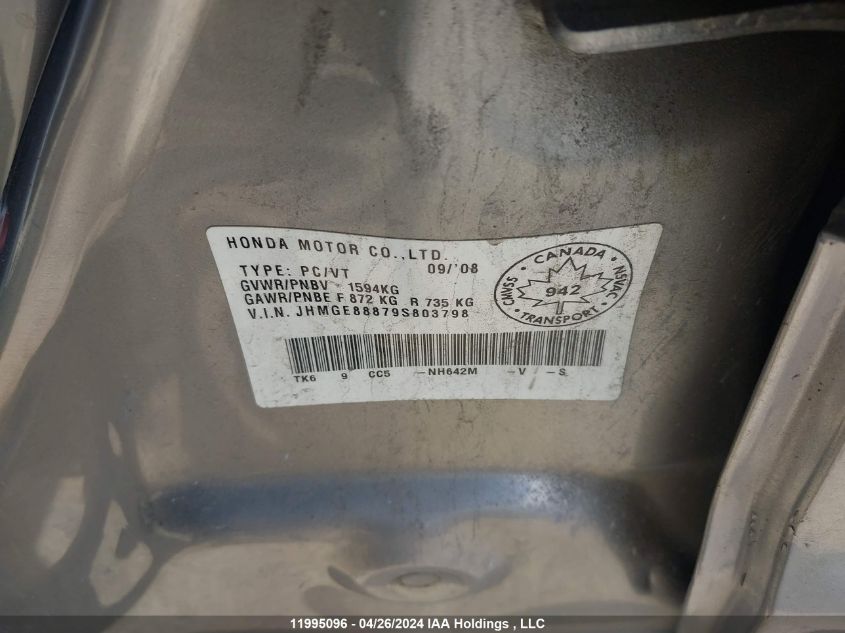 HONDA MOTOR CO.,LTD.
TYPE: PC/VT 09/'08
GVWR/PNBV 1594KG
GAWR/PNBE F 872 KG R 735 KG
V.I.N. JHMGE88879S803798
CMVSS CANADA NSVAC
942
TRANSPORT
TK6 9 CC5 -NH642M -V -S
11995096 - 04/26/2024 IAA Holdings , LLC